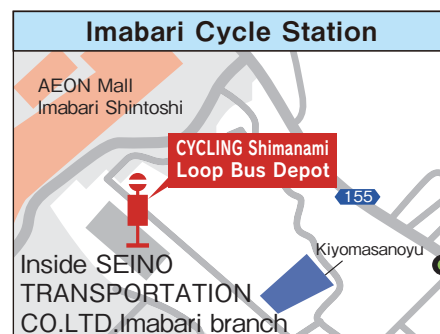 Imabari Cycle Station
AEON Mall
Imabari Shintoshi
CYCLING Shimanami
Loop Bus Depot
155
Kiyomasanoyu
Inside SEINO
TRANSPORTATION
CO.LTD.Imabari branch